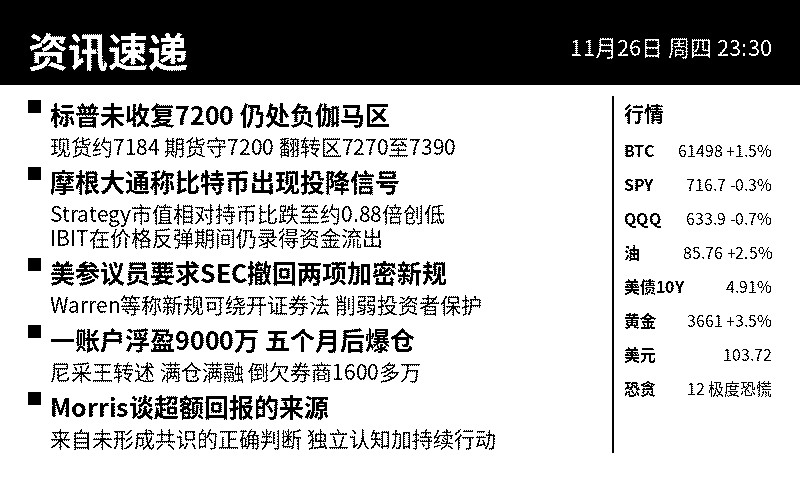 资讯速递
11月26日 周四 23:30
标普未收复7200 仍处负伽马区
现货约7184 期货守7200 翻转区7270至7390
摩根大通称比特币出现投降信号
Strategy市值相对持币比跌至约0.88倍创低
IBIT在价格反弹期间仍录得资金流出
美参议员要求SEC撤回两项加密新规
Warren等称新规可绕开证券法 削弱投资者保护
一账户浮盈9000万 五个月后爆仓
尼采王转述 满仓满融 倒欠券商1600多万
Morris谈超额回报的来源
来自未形成共识的正确判断 独立认知加持续行动
行情
BTC 61498 +1.5%
SPY 716.7 -0.3%
QQQ 633.9 -0.7%
油 85.76 +2.5%
美债10Y 4.91%
黄金 3661 +3.5%
美元 103.72
恐贪 12 极度恐慌